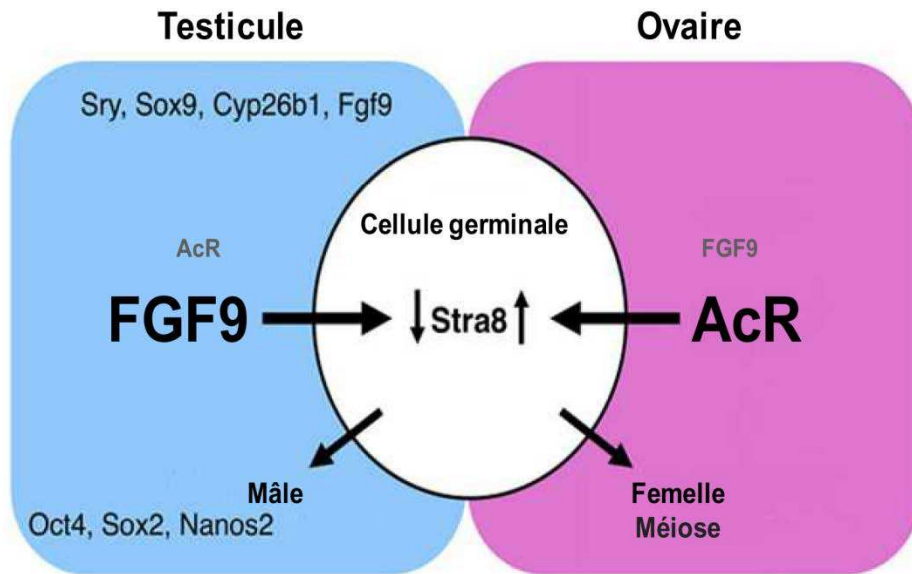 Testicule
Ovaire
Sry, Sox9, Cyp26b1, Fgf9
Cellule germinale
AcR
FGF9
FGF9
Stra8
AcR
Mâle
Femelle
Méiose
Oct4, Sox2, Nanos2